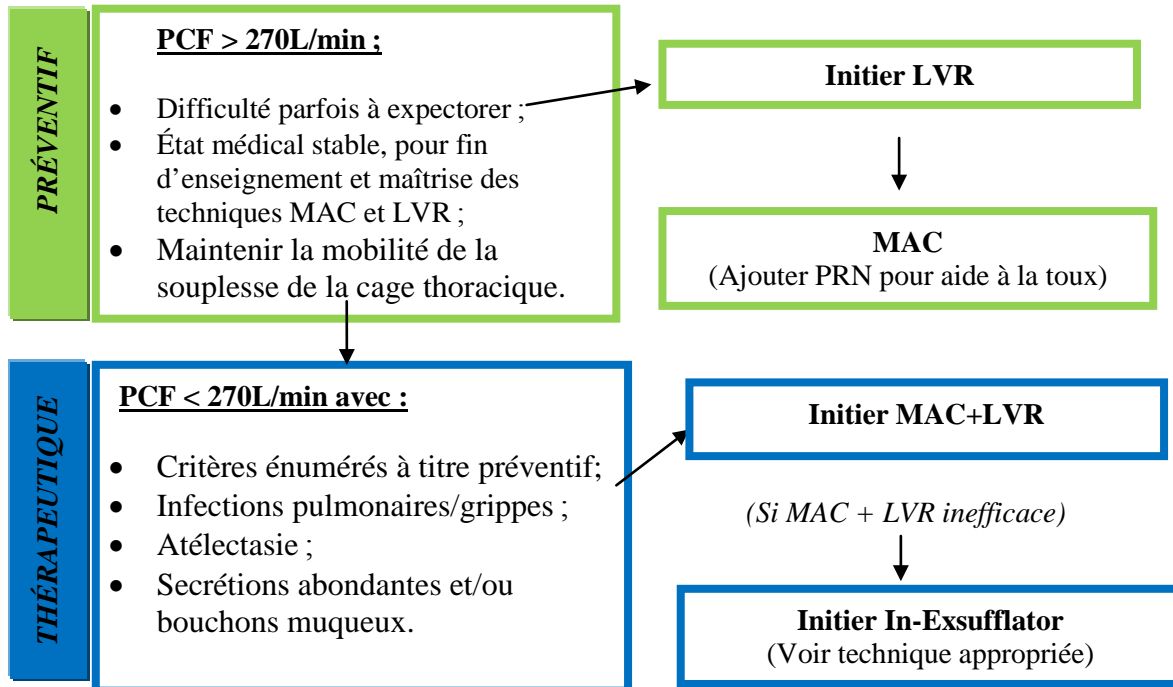 PRÉVENTIF
PCF > 270L/min ;
• Difficulté parfois à expectorer ;
• État médical stable, pour fin
d’enseignement et maîtrise des
techniques MAC et LVR ;
• Maintenir la mobilité de la
souplesse de la cage thoracique.
Initier LVR
MAC
(Ajouter PRN pour aide à la toux)
THÉRAPEUTIQUE
PCF < 270L/min avec :
• Critères énumérés à titre préventif;
• Infections pulmonaires/grippes ;
• Atélectasie ;
• Secrétions abondantes et/ou
bouchons muqueux.
Initier MAC+LVR
(Si MAC + LVR inefficace)
Initier In-Exsufflator
(Voir technique appropriée)